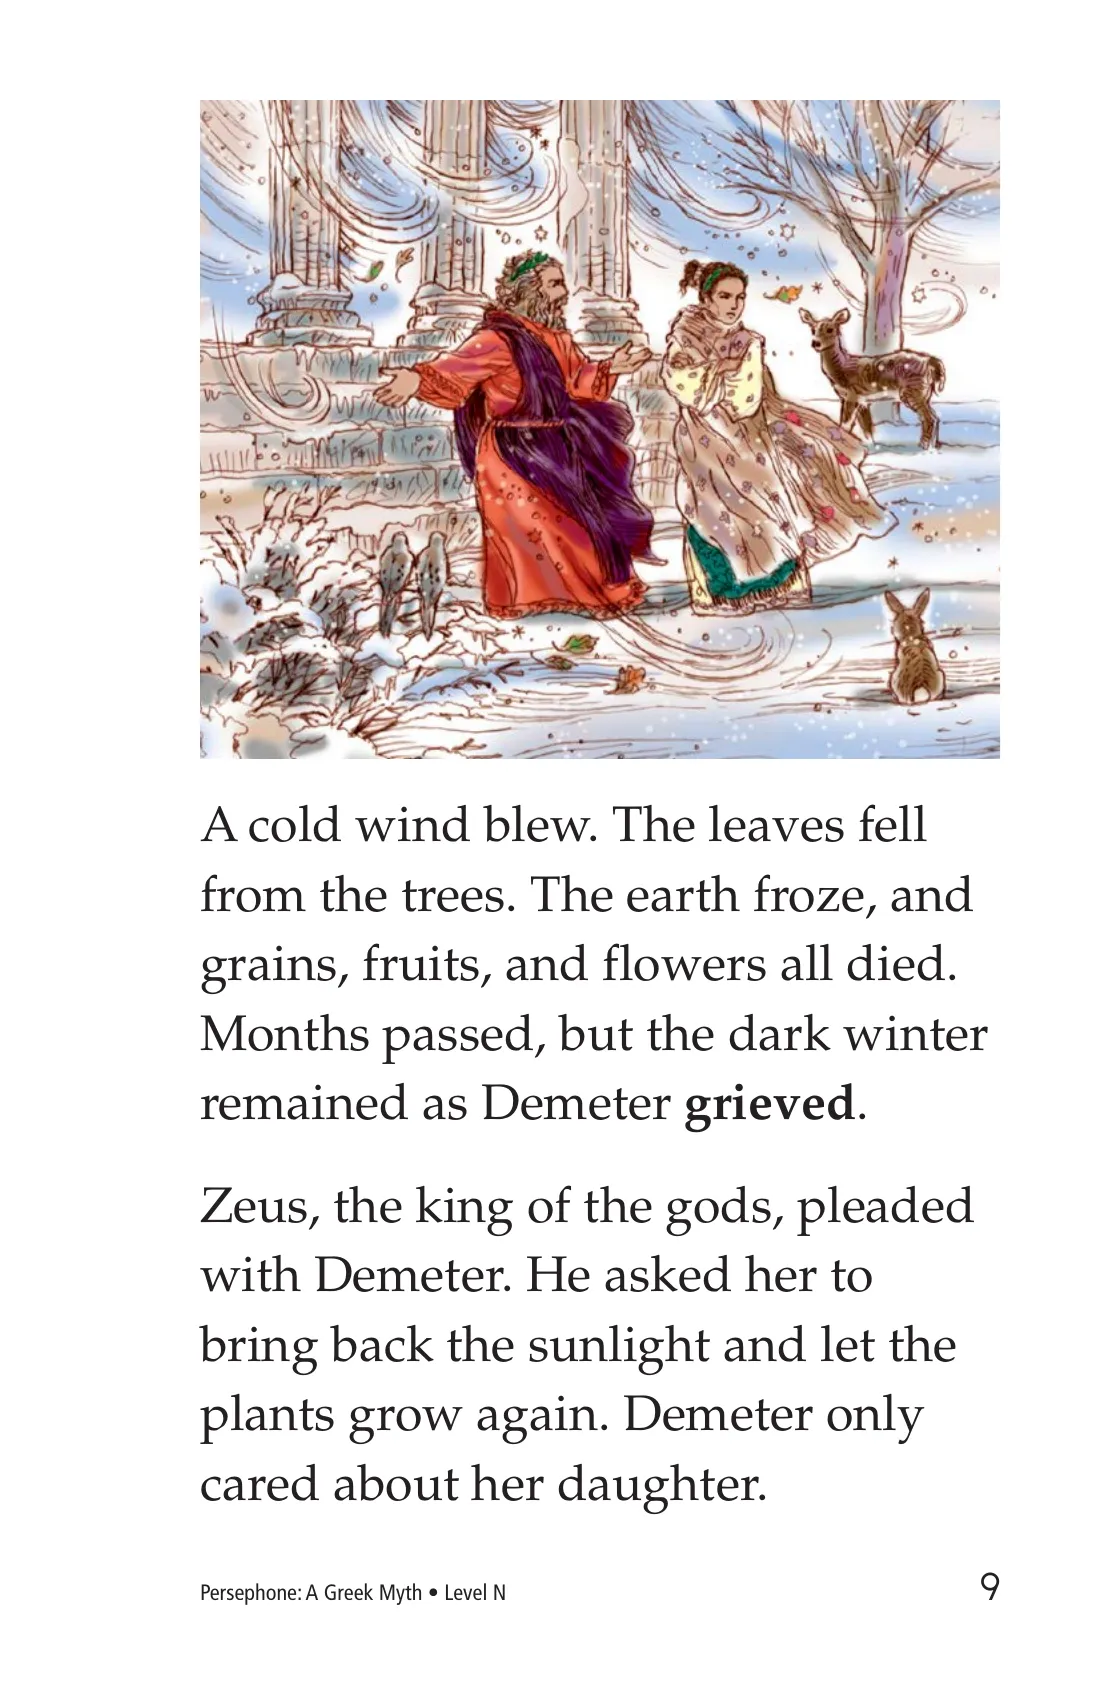 A cold wind blew. The leaves fell
from the trees. The earth froze, and
grains, fruits, and flowers all died.
Months passed, but the dark winter
remained as Demeter grieved.
Zeus, the king of the gods, pleaded
with Demeter. He asked her to
bring back the sunlight and let the
plants grow again. Demeter only
cared about her daughter.
Persephone: A Greek Myth • Level N
9